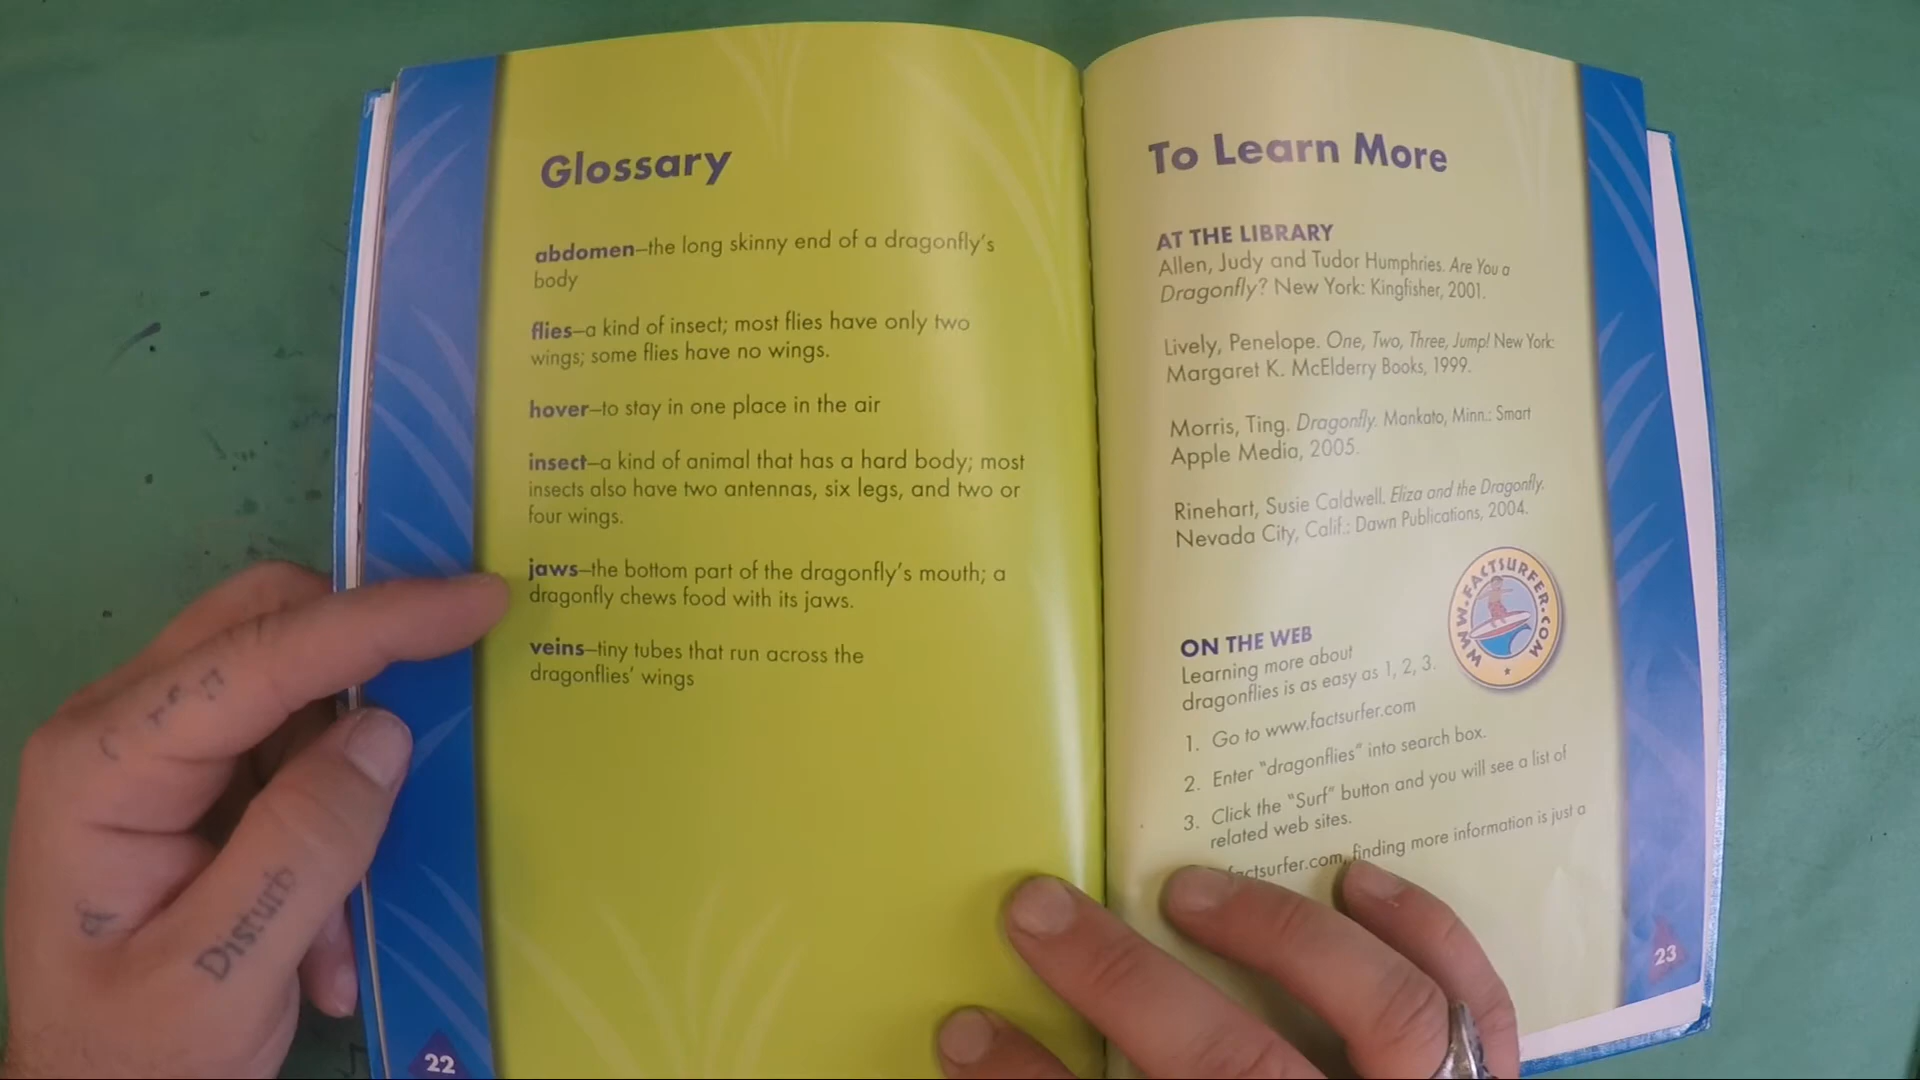 Glossary
abdomen–the long skinny end of a dragonfly's
body
flies–a kind of insect; most flies have only two
wings; some flies have no wings.
hover–to stay in one place in the air
insect–a kind of animal that has a hard body; most
insects also have two antennas, six legs, and two or
four wings.
jaws–the bottom part of the dragonfly's mouth; a
dragonfly chews food with its jaws.
veins–tiny tubes that run across the
dragonflies' wings
22
To Learn More
AT THE LIBRARY
Allen, Judy and Tudor Humphries. Are You a
Dragonfly? New York: Kingfisher, 2001.
Lively, Penelope. One, Two, Three, Jump! New York:
Margaret K. McElderry Books, 1999.
Morris, Ting. Dragonfly. Mankato, Minn.: Smart
Apple Media, 2005.
Rinehart, Susie Caldwell. Eliza and the Dragonfly.
Nevada City, Calif.: Dawn Publications, 2004.
WWW.FACTSURFER.COM
ON THE WEB
Learning more about
dragonflies is as easy as 1, 2, 3.
1. Go to www.factsurfer.com
2. Enter "dragonflies" into search box.
3. Click the "Surf" button and you will see a list of
related web sites.
factsurfer.com, finding more information is just a
23
Disturb